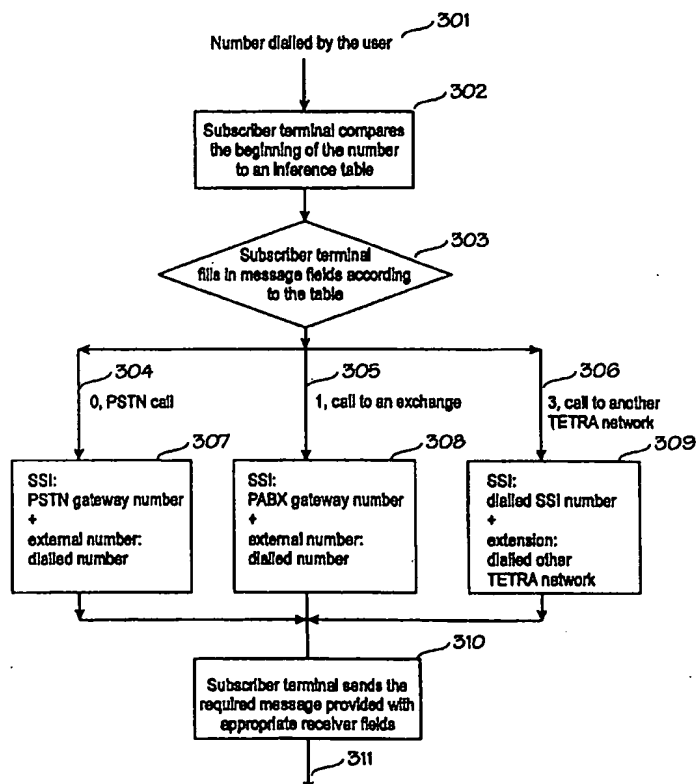 301
Number dialled by the user
302
Subscriber terminal compares
the beginning of the number
to an inference table
303
Subscriber terminal
fills in message fields according
to the table
304
0, PSTN call
305
1, call to an exchange
306
3, call to another
TETRA network
307
SSI:
PSTN gateway number
+
external number:
dialled number
308
SSI:
PABX gateway number
+
external number:
dialled number
309
SSI:
dialled SSI number
+
extension:
dialled other
TETRA network
310
Subscriber terminal sends the
required message provided with
appropriate receiver fields
311